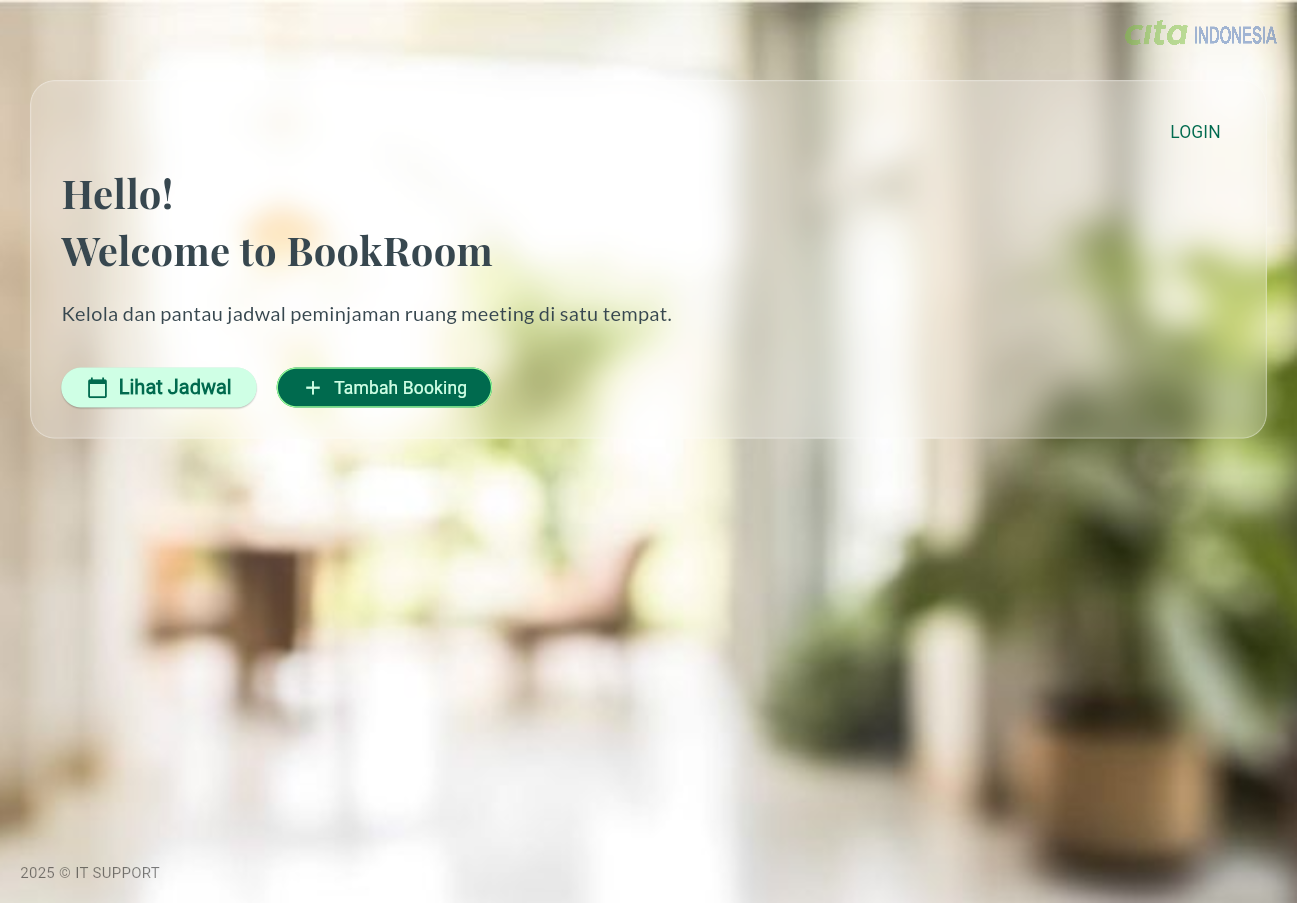 cita INDONESIA
LOGIN
Hello!
Welcome to BookRoom
Kelola dan pantau jadwal peminjaman ruang meeting di satu tempat.
Lihat Jadwal
Tambah Booking
2025 © IT SUPPORT